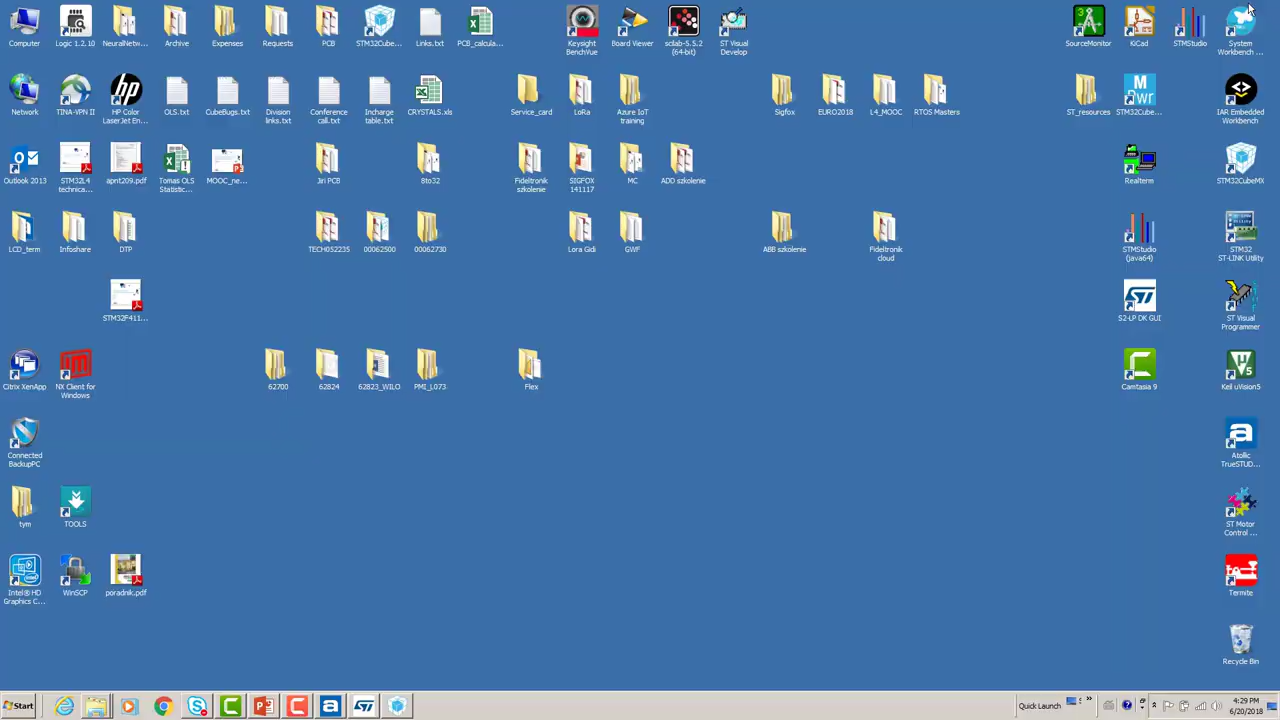 Computer
Logic 1.2.10
NeuralNetw...
Archive
Expenses
Requests
PCB
STM32Cube...
Links.txt
PCB_calcula...
Keysight
BenchVue
Board Viewer
scilab-5.5.2
(64-bit)
ST Visual
Develop
SourceMonitor
KiCad
STMStudio
System
Workbench ...
Network
TINA-VPN II
HP Color
LaserJet En...
OLS.txt
CubeBugs.txt
Division
links.txt
Conference
call.txt
Incharge
table.txt
CRYSTALS.xls
Service_card
LoRa
Azure IoT
training
Sigfox
EURO2018
L4_MOOC
RTOS Masters
ST_resources
STM32Cube...
IAR Embedded
Workbench
Outlook 2013
STM32L4
technica...
apnt209.pdf
Tomas OLS
Statistic...
MOOC_ne...
Jiri PCB
8to32
Fideltronik
szkolenie
SIGFOX
141117
MC
ADD szkolenie
Realterm
STM32CubeMX
LCD_term
Infoshare
DTP
TECH052235
00062500
00062730
Lora Gidi
GWF
ABB szkolenie
Fideltronik
cloud
STMStudio
(java64)
STM32
ST-LINK Utility
STM32F411...
S2-LP DK GUI
ST Visual
Programmer
Citrix XenApp
NX Client for
Windows
62700
62824
62823_WILO
PMI_L073
Flex
Camtasia 9
Keil uVision5
Connected
BackupPC
Atollic
TrueSTUD...
tym
TOOLS
ST Motor
Control ...
Intel® HD
Graphics C...
WinSCP
poradnik.pdf
Termite
Recycle Bin
Start
Quick Launch
4:29 PM
6/20/2018